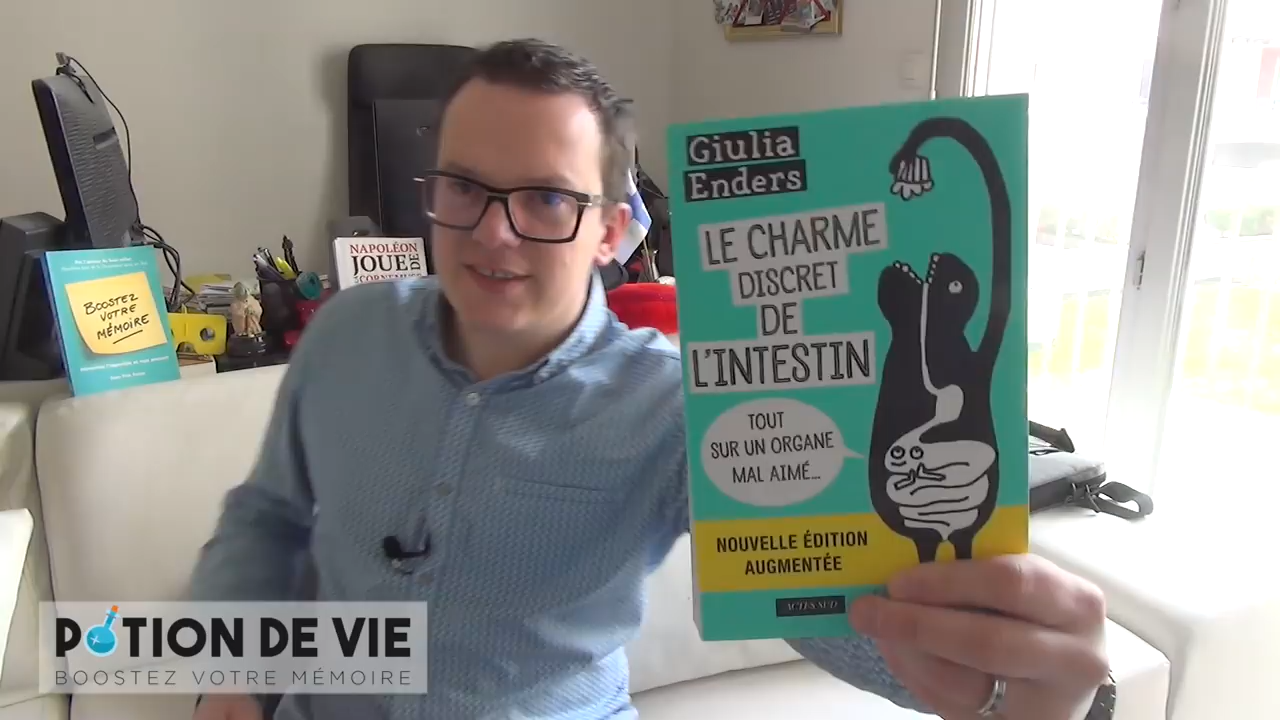 Giulia
Enders
LE CHARME
DISCRET
DE
L'INTESTIN
TOUT
SUR UN ORGANE
MAL AIMÉ...
NOUVELLE ÉDITION
AUGMENTÉE
ACTES SUD
NAPOLÉON
JOUE DE
CORNEMUSE
BOOSTEZ
VOTRE
MÉMOIRE
POTION DE VIE
BOOSTEZ VOTRE MÉMOIRE